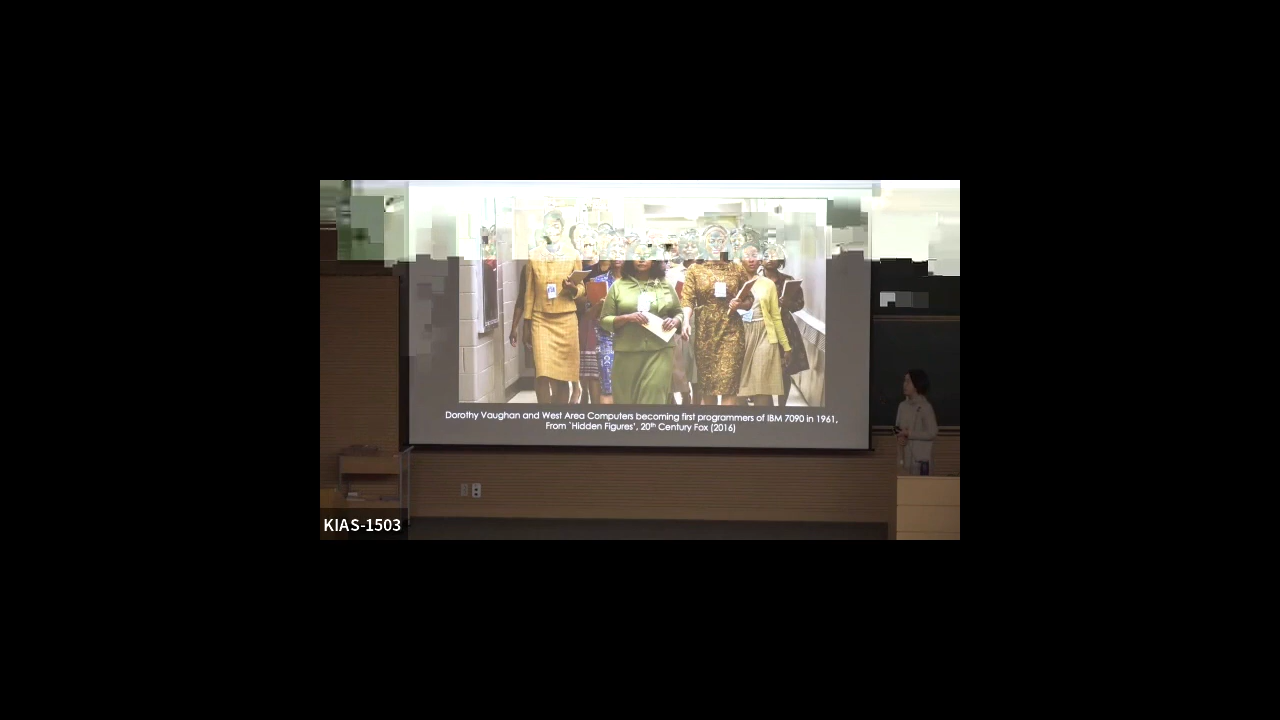 Dorothy Vaughan and West Area Computers becoming first programmers of IBM 7090 in 1961,
From `Hidden Figures', 20th Century Fox (2016)
KIAS-1503